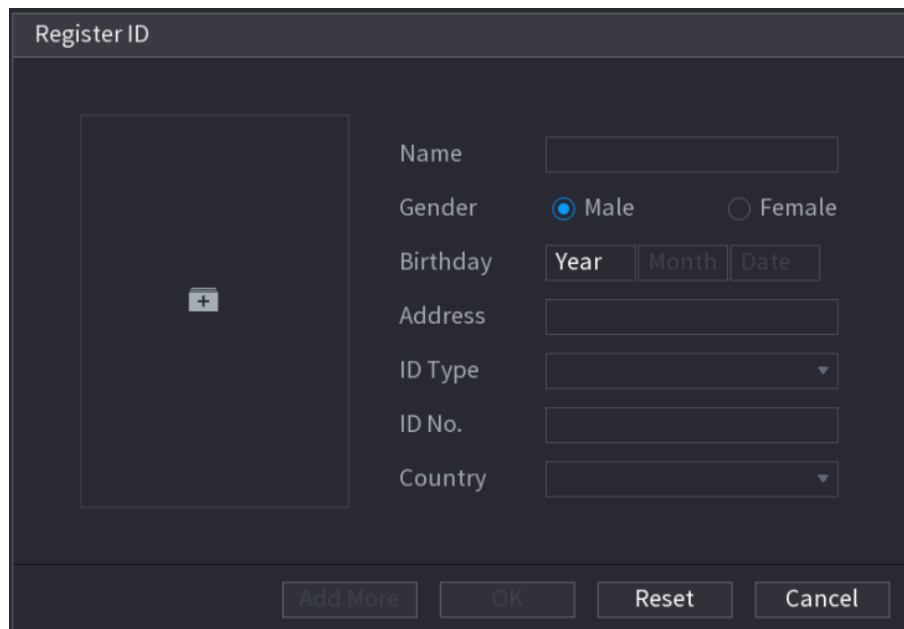 Register ID
Name
Gender Male Female
Birthday Year Month Date
Address
ID Type
ID No.
Country
Add More OK Reset Cancel